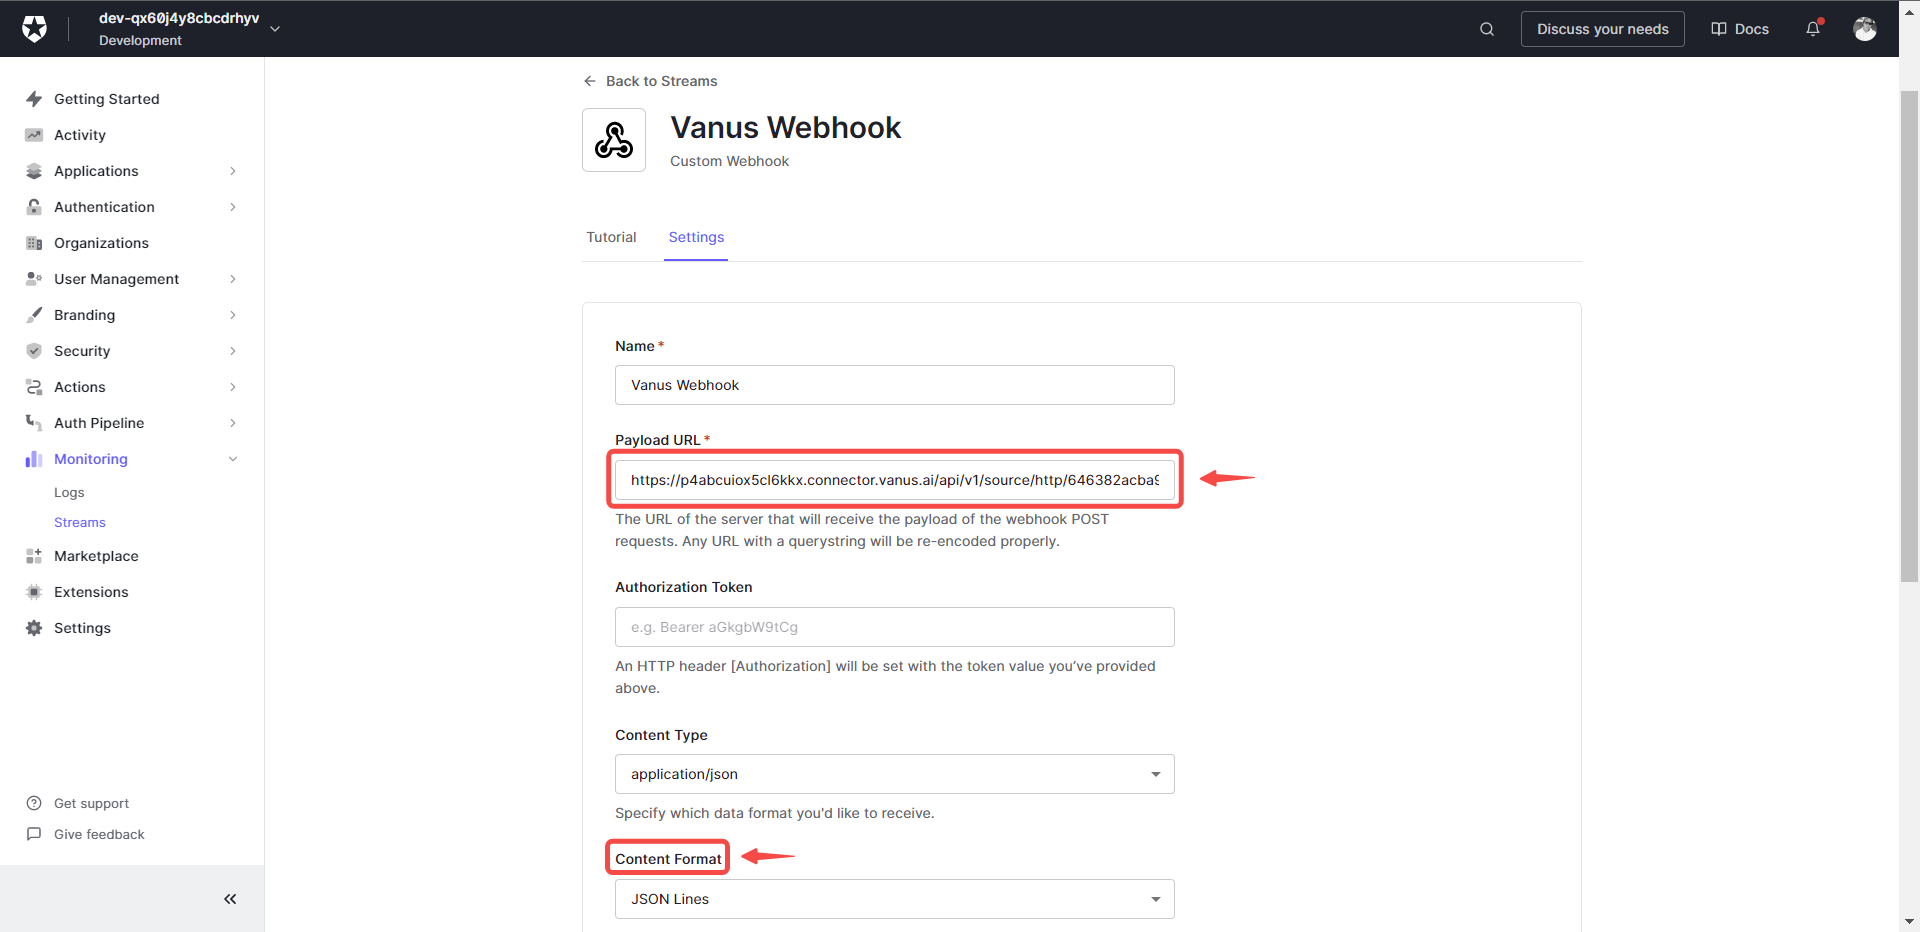 dev-qx60j4y8cbcdrhyv
Development
Discuss your needs
Docs
Getting Started
Activity
Applications
Authentication
Organizations
User Management
Branding
Security
Actions
Auth Pipeline
Monitoring
Logs
Streams
Marketplace
Extensions
Settings
Get support
Give feedback
Back to Streams
Vanus Webhook
Custom Webhook
Tutorial
Settings
Name *
Vanus Webhook
Payload URL *
https://p4abcuiox5cl6kkx.connector.vanus.ai/api/v1/source/http/646382acba9
The URL of the server that will receive the payload of the webhook POST
requests. Any URL with a querystring will be re-encoded properly.
Authorization Token
e.g. Bearer aGkgbW9tCg
An HTTP header [Authorization] will be set with the token value you’ve provided
above.
Content Type
application/json
Specify which data format you'd like to receive.
Content Format
JSON Lines